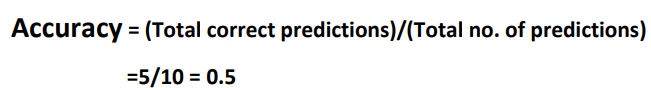 Accuracy = (Total correct predictions)/(Total no. of predictions)
=5/10 = 0.5